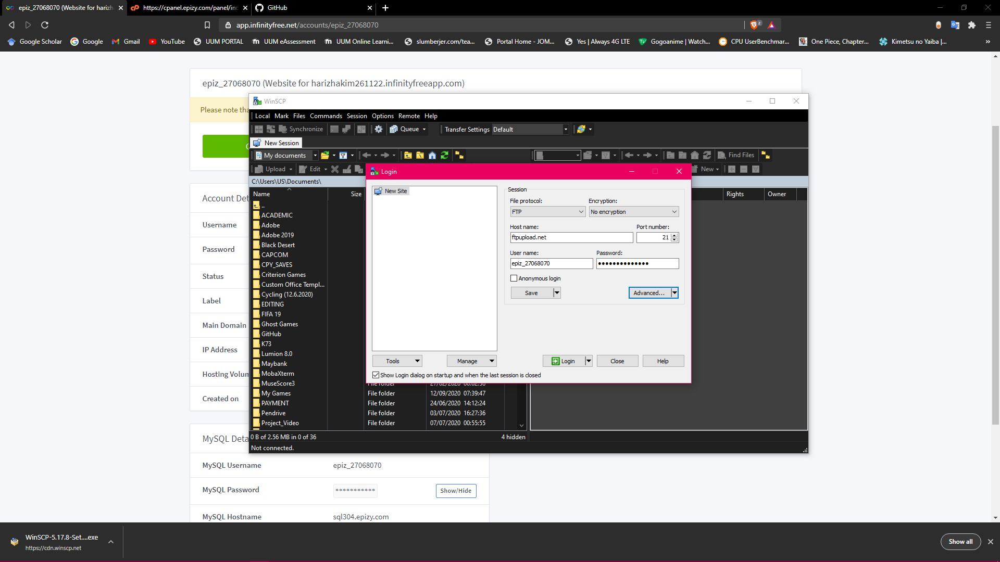 epiz_27068070 (Website for hariz
https://cpanel.epizy.com/panel/in
GitHub
app.infinityfree.net/accounts/epiz_27068070
2
Google Scholar
Google
Gmail
YouTube
UUM PORTAL
UUM eAssessment
UUM Online Learni...
slumberjer.com/tea...
Portal Home - JOM...
Yes | Always 4G LTE
Gogoanime | Watch...
CPU UserBenchmar...
One Piece, Chapter...
Kimetsu no Yaiba |...
»
epiz_27068070 (Website for harizhakim261122.infinityfreeapp.com)
Please note tha
WinSCP
Local Mark Files Commands Session Options Remote Help
Synchronize
Queue
Transfer Settings Default
New Session
My documents
Find Files
Upload
Edit
New
C:\Users\US\Documents\
Name
Size
Rights
Owner
..
ACADEMIC
Adobe
Adobe 2019
Black Desert
CAPCOM
CPY_SAVES
Criterion Games
Custom Office Templ...
Cycling (12.6.2020)
EDITING
FIFA 19
Ghost Games
GitHub
K73
Lumion 8.0
Maybank
MobaXterm
MuseScore3
My Games File folder 12/09/2020 07:39:47
PAYMENT File folder 24/06/2020 14:12:24
Pendrive File folder 03/07/2020 16:27:36
Project_Video File folder 07/07/2020 00:55:55
0 B of 2.56 MB in 0 of 36
4 hidden
Not connected.
Login
New Site
Session
File protocol:
Encryption:
FTP
No encryption
Host name:
Port number:
ftpupload.net
21
User name:
Password:
epiz_27068070
●●●●●●●●●●●●●●
Anonymous login
Save
Advanced...
Tools
Manage
Login
Close
Help
Show Login dialog on startup and when the last session is closed
Account Det
Username
Password
Status
Label
Main Domain
IP Address
Hosting Volum
Created on
MySQL Deta
MySQL Username epiz_27068070
MySQL Password *********** Show/Hide
MySQL Hostname sql304.epizy.com
WinSCP-5.17.8-Set....exe
https://cdn.winscp.net
Show all